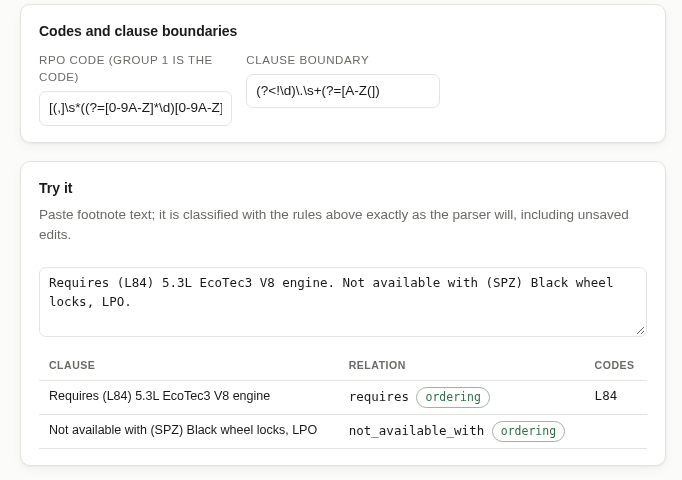 Codes and clause boundaries
RPO CODE (GROUP 1 IS THE
CODE)
CLAUSE BOUNDARY
[(,]\s*((?=[0-9A-Z]*\d)[0-9A-Z]
(?<!\d)\.\s+(?=[A-Z(])
Try it
Paste footnote text; it is classified with the rules above exactly as the parser will, including unsaved
edits.
Requires (L84) 5.3L EcoTec3 V8 engine. Not available with (SPZ) Black wheel
locks, LPO.
CLAUSE RELATION CODES
Requires (L84) 5.3L EcoTec3 V8 engine requires ordering L84
Not available with (SPZ) Black wheel locks, LPO not_available_with ordering